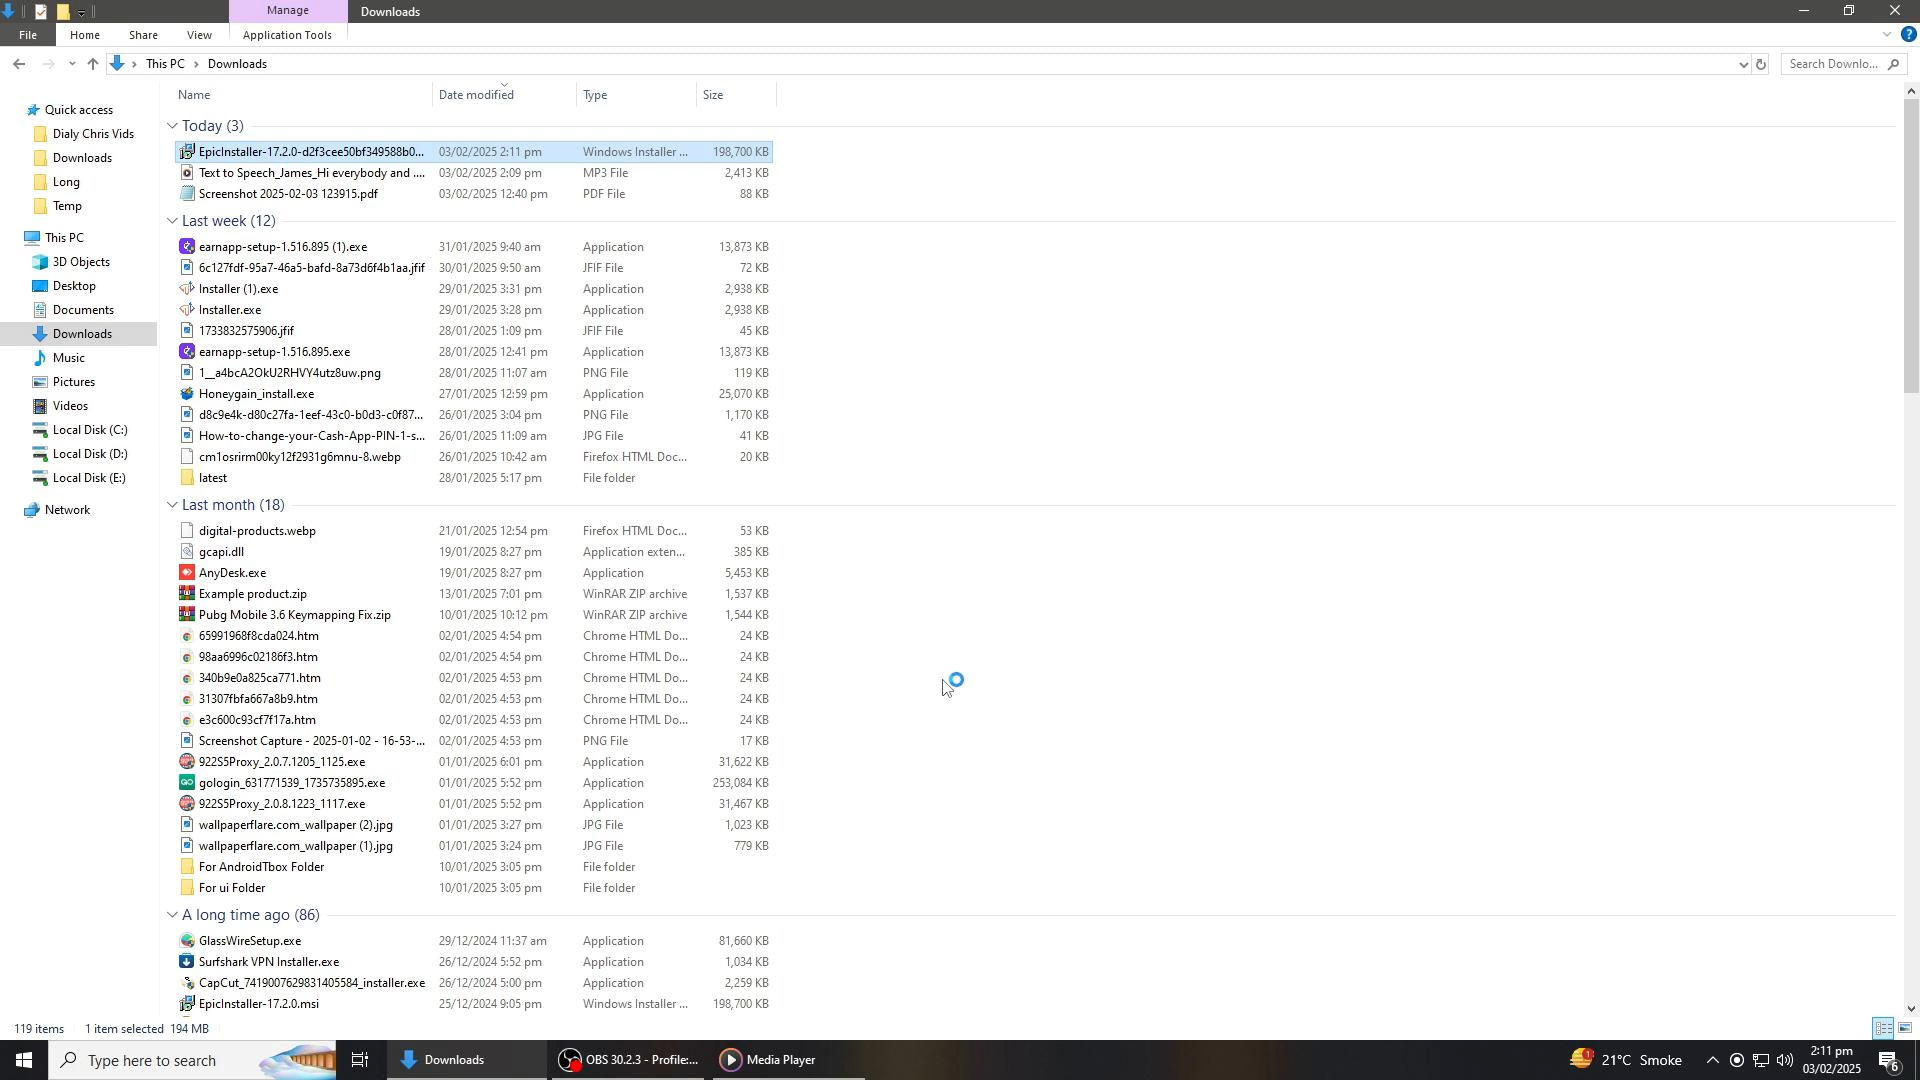 Manage
Downloads
File
Home
Share
View
Application Tools
This PC
Downloads
Search Downlo...
Name
Date modified
Type
Size
Quick access
Dialy Chris Vids
Downloads
Long
Temp
This PC
3D Objects
Desktop
Documents
Downloads
Music
Pictures
Videos
Local Disk (C:)
Local Disk (D:)
Local Disk (E:)
Network
Today (3)
EpicInstaller-17.2.0-d2f3cee50bf349588b0... 03/02/2025 2:11 pm Windows Installer ... 198,700 KB
Text to Speech_James_Hi everybody and .... 03/02/2025 2:09 pm MP3 File 2,413 KB
Screenshot 2025-02-03 123915.pdf 03/02/2025 12:40 pm PDF File 88 KB
Last week (12)
earnapp-setup-1.516.895 (1).exe 31/01/2025 9:40 am Application 13,873 KB
6c127fdf-95a7-46a5-bafd-8a73d6f4b1aa.jfif 30/01/2025 9:50 am JFIF File 72 KB
Installer (1).exe 29/01/2025 3:31 pm Application 2,938 KB
Installer.exe 29/01/2025 3:28 pm Application 2,938 KB
1733832575906.jfif 28/01/2025 1:09 pm JFIF File 45 KB
earnapp-setup-1.516.895.exe 28/01/2025 12:41 pm Application 13,873 KB
1__a4bcA2OkU2RHVY4utz8uw.png 28/01/2025 11:07 am PNG File 119 KB
Honeygain_install.exe 27/01/2025 12:59 pm Application 25,070 KB
d8c9e4k-d80c27fa-1eef-43c0-b0d3-c0f87... 26/01/2025 3:04 pm PNG File 1,170 KB
How-to-change-your-Cash-App-PIN-1-s... 26/01/2025 11:09 am JPG File 41 KB
cm1osrirm00ky12f2931g6mnu-8.webp 26/01/2025 10:42 am Firefox HTML Doc... 20 KB
latest 28/01/2025 5:17 pm File folder
Last month (18)
digital-products.webp 21/01/2025 12:54 pm Firefox HTML Doc... 53 KB
gcapi.dll 19/01/2025 8:27 pm Application exten... 385 KB
AnyDesk.exe 19/01/2025 8:27 pm Application 5,453 KB
Example product.zip 13/01/2025 7:01 pm WinRAR ZIP archive 1,537 KB
Pubg Mobile 3.6 Keymapping Fix.zip 10/01/2025 10:12 pm WinRAR ZIP archive 1,544 KB
65991968f8cda024.htm 02/01/2025 4:54 pm Chrome HTML Do... 24 KB
98aa6996c02186f3.htm 02/01/2025 4:54 pm Chrome HTML Do... 24 KB
340b9e0a825ca771.htm 02/01/2025 4:53 pm Chrome HTML Do... 24 KB
31307fbfa667a8b9.htm 02/01/2025 4:53 pm Chrome HTML Do... 24 KB
e3c600c93cf7f17a.htm 02/01/2025 4:53 pm Chrome HTML Do... 24 KB
Screenshot Capture - 2025-01-02 - 16-53-... 02/01/2025 4:53 pm PNG File 17 KB
922S5Proxy_2.0.7.1205_1125.exe 01/01/2025 6:01 pm Application 31,622 KB
gologin_631771539_1735735895.exe 01/01/2025 5:52 pm Application 253,084 KB
922S5Proxy_2.0.8.1223_1117.exe 01/01/2025 5:52 pm Application 31,467 KB
wallpaperflare.com_wallpaper (2).jpg 01/01/2025 3:27 pm JPG File 1,023 KB
wallpaperflare.com_wallpaper (1).jpg 01/01/2025 3:24 pm JPG File 779 KB
For AndroidTbox Folder 10/01/2025 3:05 pm File folder
For ui Folder 10/01/2025 3:05 pm File folder
A long time ago (86)
GlassWireSetup.exe 29/12/2024 11:37 am Application 81,660 KB
Surfshark VPN Installer.exe 26/12/2024 5:52 pm Application 1,034 KB
CapCut_7419007629831405584_installer.exe 26/12/2024 5:00 pm Application 2,259 KB
EpicInstaller-17.2.0.msi 25/12/2024 9:05 pm Windows Installer ... 198,700 KB
119 items 1 item selected 194 MB
Type here to search
Downloads
OBS 30.2.3 - Profile:...
Media Player
1
21°C Smoke
2:11 pm
03/02/2025
6